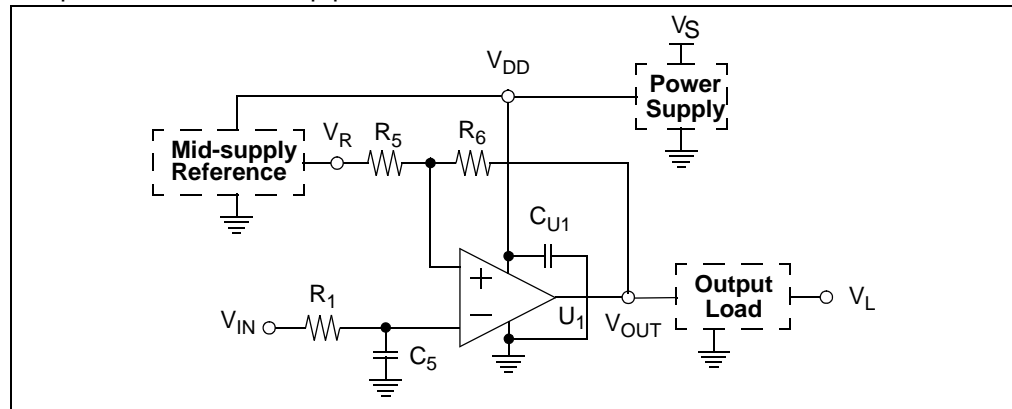 V_S
V_DD
Power
Supply
V_R
R_5
R_6
Mid-supply
Reference
C_U1
+
Output
Load
V_L
R_1
−
U_1
V_IN
V_OUT
C_5